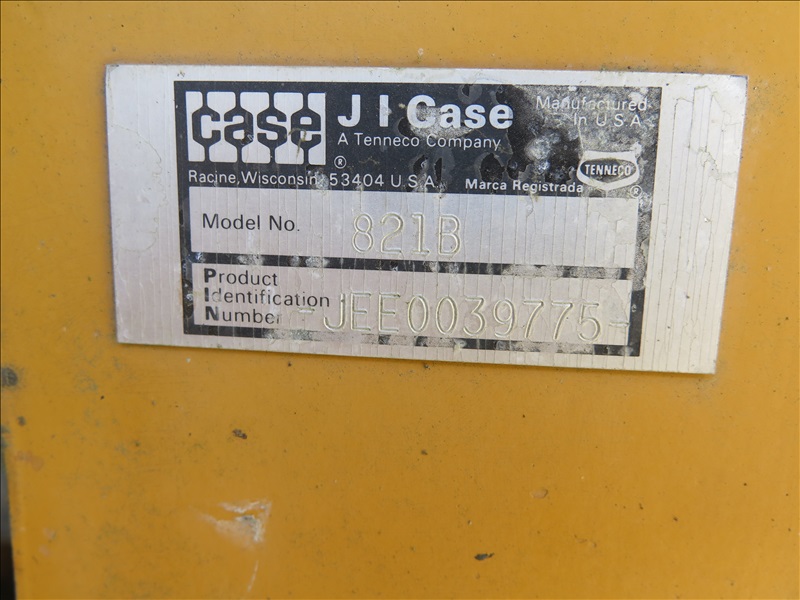 case
J I Case
A Tenneco Company
Manufactured
In U S A
TENNECO
®
Racine, Wisconsin, 53404 U S A
Marca Registrada
®
Model No. 821B
Product
Identification
Number -JEE0039775-